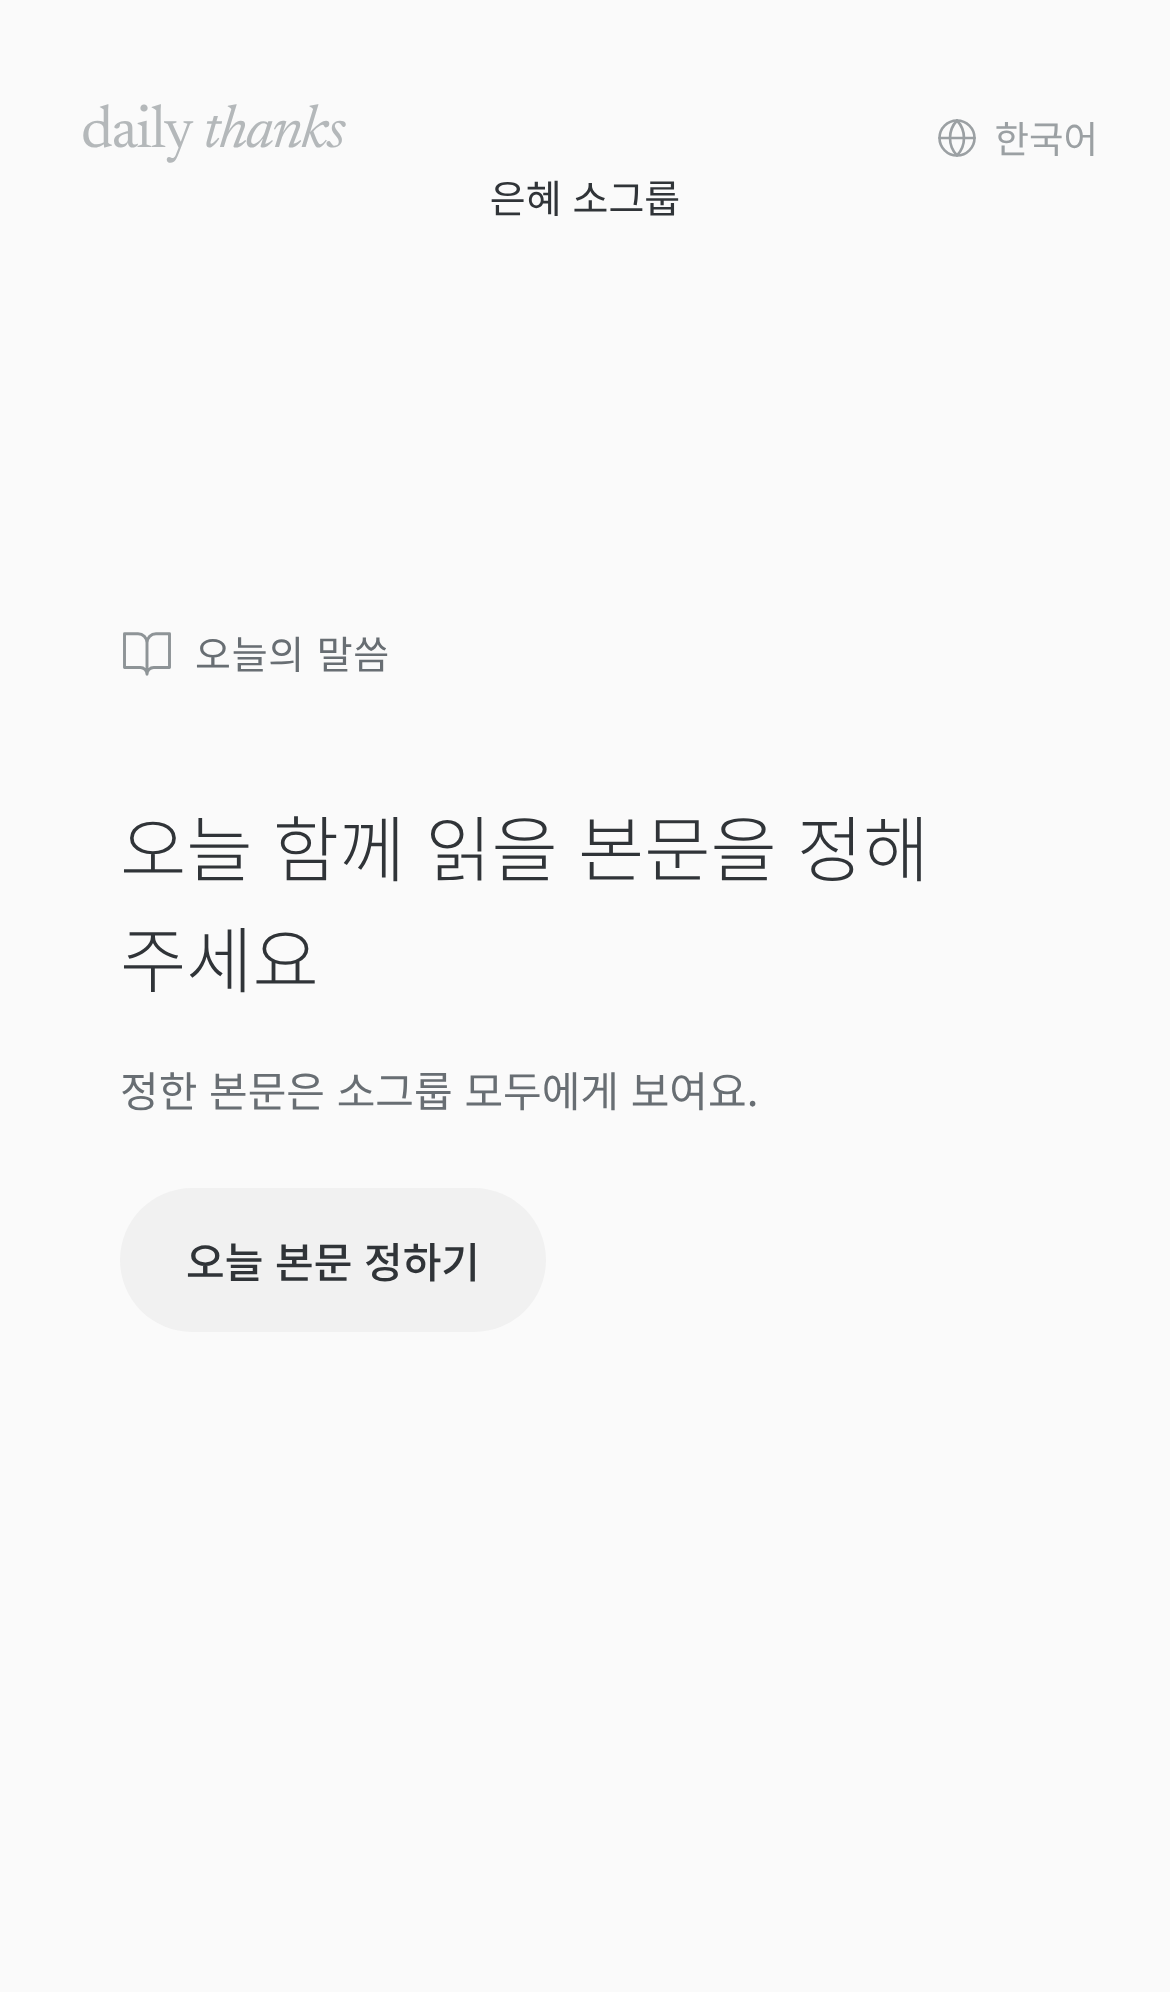 daily thanks
한국어
은혜 소그룹
오늘의 말씀
오늘 함께 읽을 본문을 정해
주세요
정한 본문은 소그룹 모두에게 보여요.
오늘 본문 정하기